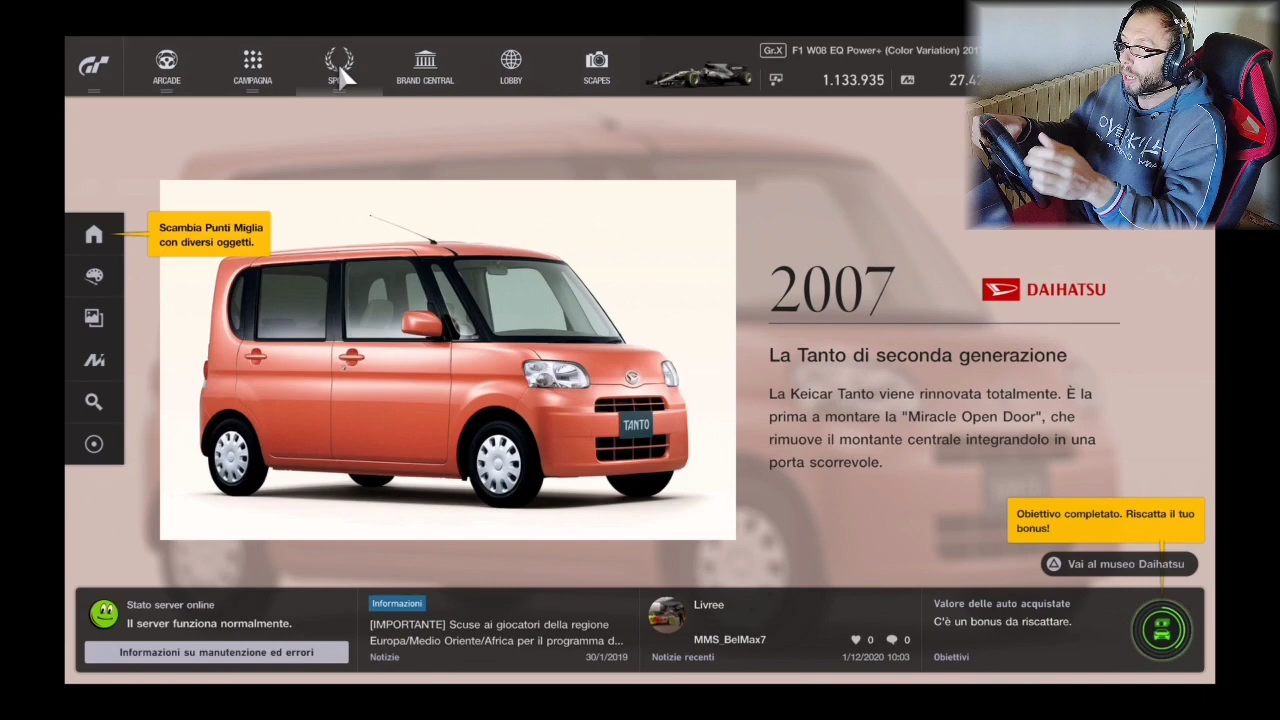 ARCADE
CAMPAGNA
BRAND CENTRAL
LOBBY
SCAPES
Gr.X F1 W08 EQ Power+ (Color Variation)
1.133.935
Scambia Punti Miglia
con diversi oggetti.
2007
DAIHATSU
La Tanto di seconda generazione
La Keicar Tanto viene rinnovata totalmente. È la
prima a montare la "Miracle Open Door", che
rimuove il montante centrale integrandolo in una
porta scorrevole.
TANTO
Obiettivo completato. Riscatta il tuo
bonus!
Vai al museo Daihatsu
Stato server online
Il server funziona normalmente.
Informazioni su manutenzione ed errori
Informazioni
[IMPORTANTE] Scuse ai giocatori della regione
Europa/Medio Oriente/Africa per il programma d...
Notizie 30/1/2019
Livree
MMS_BelMax7 0 0
Notizie recenti 1/12/2020 10:03
Valore delle auto acquistate
C'è un bonus da riscattare.
Obiettivi
OVERKILL